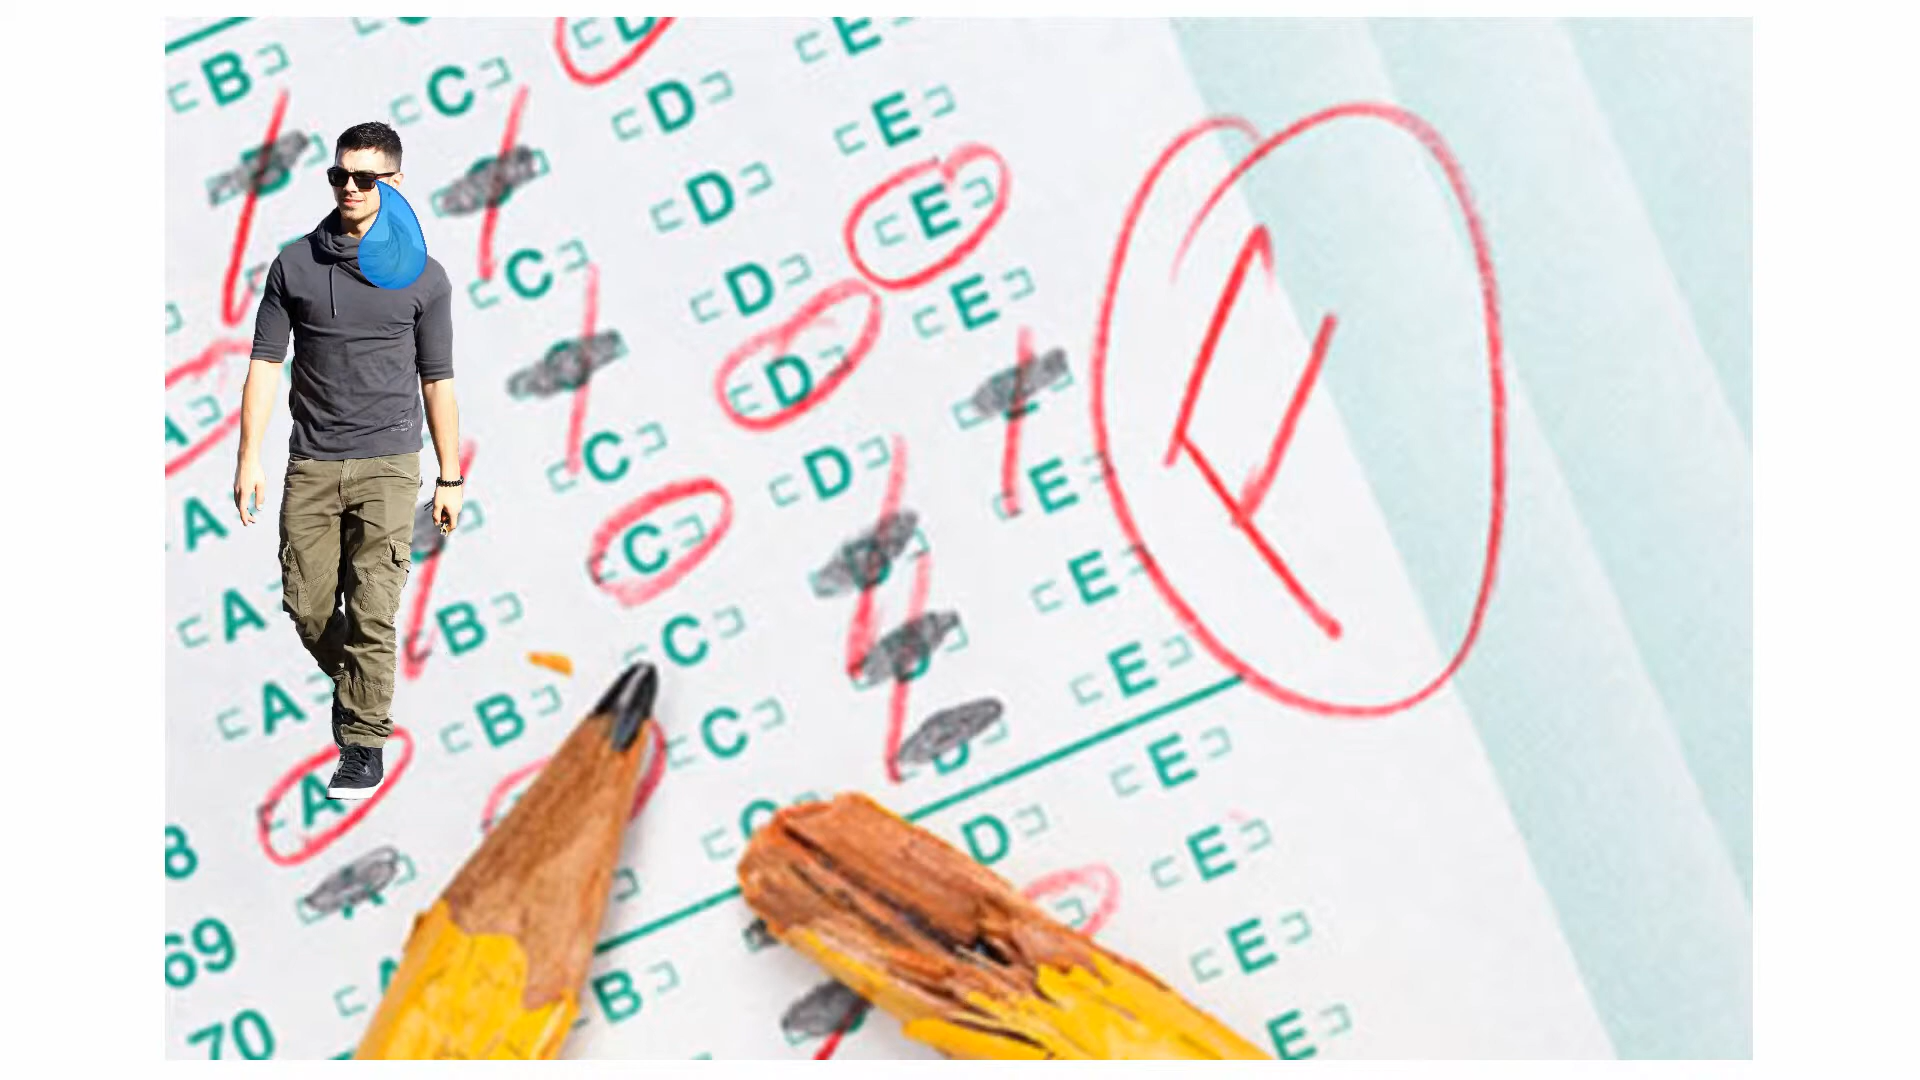 B
C D
D E
A C D E
A D E
A C D E
A B C D
8 A B C E
69 C E
70 A C D E
B D E
E
E
E
F